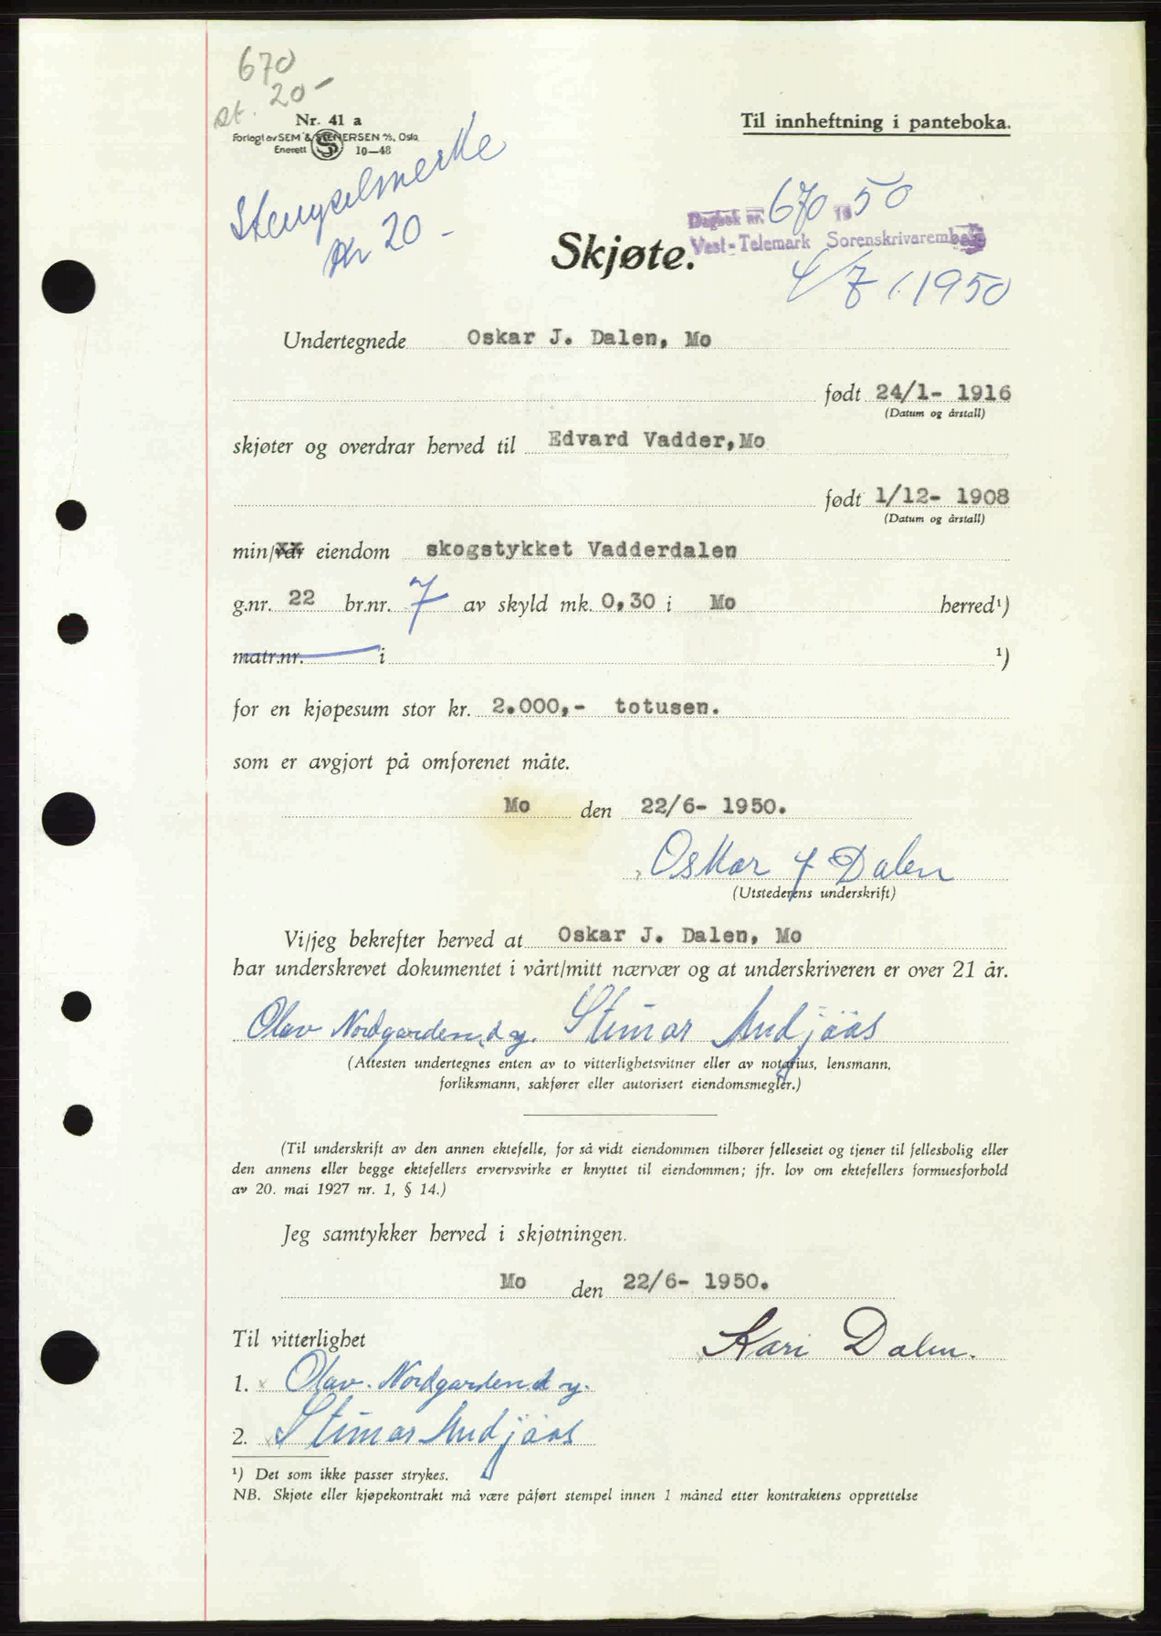 670
At. 20-
Nr. 41 a
Forlagt av SEM & STENERSEN A/S, Oslo
Enerett 10—48
Til innheftning i panteboka.
Stempelmerke
kr 20 -
Dagbok nr. 670 1950
Vest-Telemark Sorenskrivarembete
4/7 1950
Skjøte.
Undertegnede Oskar J. Dalen, Mo
født 24/1- 1916
(Datum og årstall)
skjøter og overdrar herved til Edvard Vadder, Mo
født 1/12- 1908
(Datum og årstall)
min/vår eiendom skogstykket Vadderdalen
g.nr. 22 br.nr. 7 av skyld mk. 0,30 i Mo herred¹)
matr.nr. i ¹)
for en kjøpesum stor kr. 2.000,- totusen.
som er avgjort på omforenet måte.
Mo den 22/6- 1950.
Oskar J Dalen
(Utstederens underskrift)
Vi/jeg bekrefter herved at Oskar J. Dalen, Mo
har underskrevet dokumentet i vårt/mitt nærvær og at underskriveren er over 21 år.
Olav Nordgarden d.y. Steinar Midjåås
(Attesten undertegnes enten av to vitterlighetsvitner eller av notarius, lensmann,
forliksmann, sakfører eller autorisert eiendomsmegler.)
(Til underskrift av den annen ektefelle, for så vidt eiendommen tilhører felleseiet og tjener til fellesbolig eller
den annens eller begge ektefellers ervervsvirke er knyttet til eiendommen; jfr. lov om ektefellers formuesforhold
av 20. mai 1927 nr. 1, § 14.)
Jeg samtykker herved i skjøtningen.
Mo den 22/6- 1950.
Til vitterlighet
Kari Dalen.
1. Olav Nordgarden d.y.
2. Steinar Midjåås
¹) Det som ikke passer strykes.
NB. Skjøte eller kjøpekontrakt må være påført stempel innen 1 måned etter kontraktens opprettelse